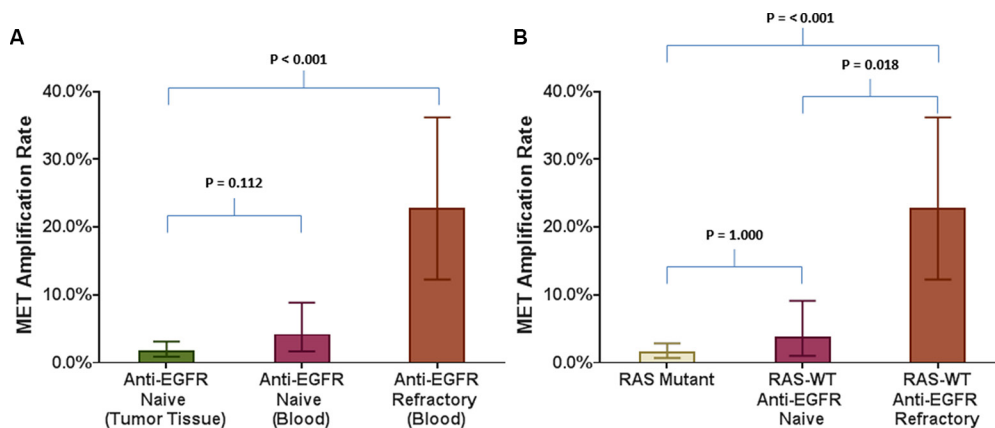 A
P < 0.001
P = 0.112
MET Amplification Rate
40.0%
30.0%
20.0%
10.0%
0.0%
Anti-EGFR
Naive
(Tumor Tissue)
Anti-EGFR
Naive
(Blood)
Anti-EGFR
Refractory
(Blood)
B
P = < 0.001
P = 0.018
P = 1.000
MET Amplification Rate
40.0%
30.0%
20.0%
10.0%
0.0%
RAS Mutant
RAS-WT
Anti-EGFR
Naive
RAS-WT
Anti-EGFR
Refractory